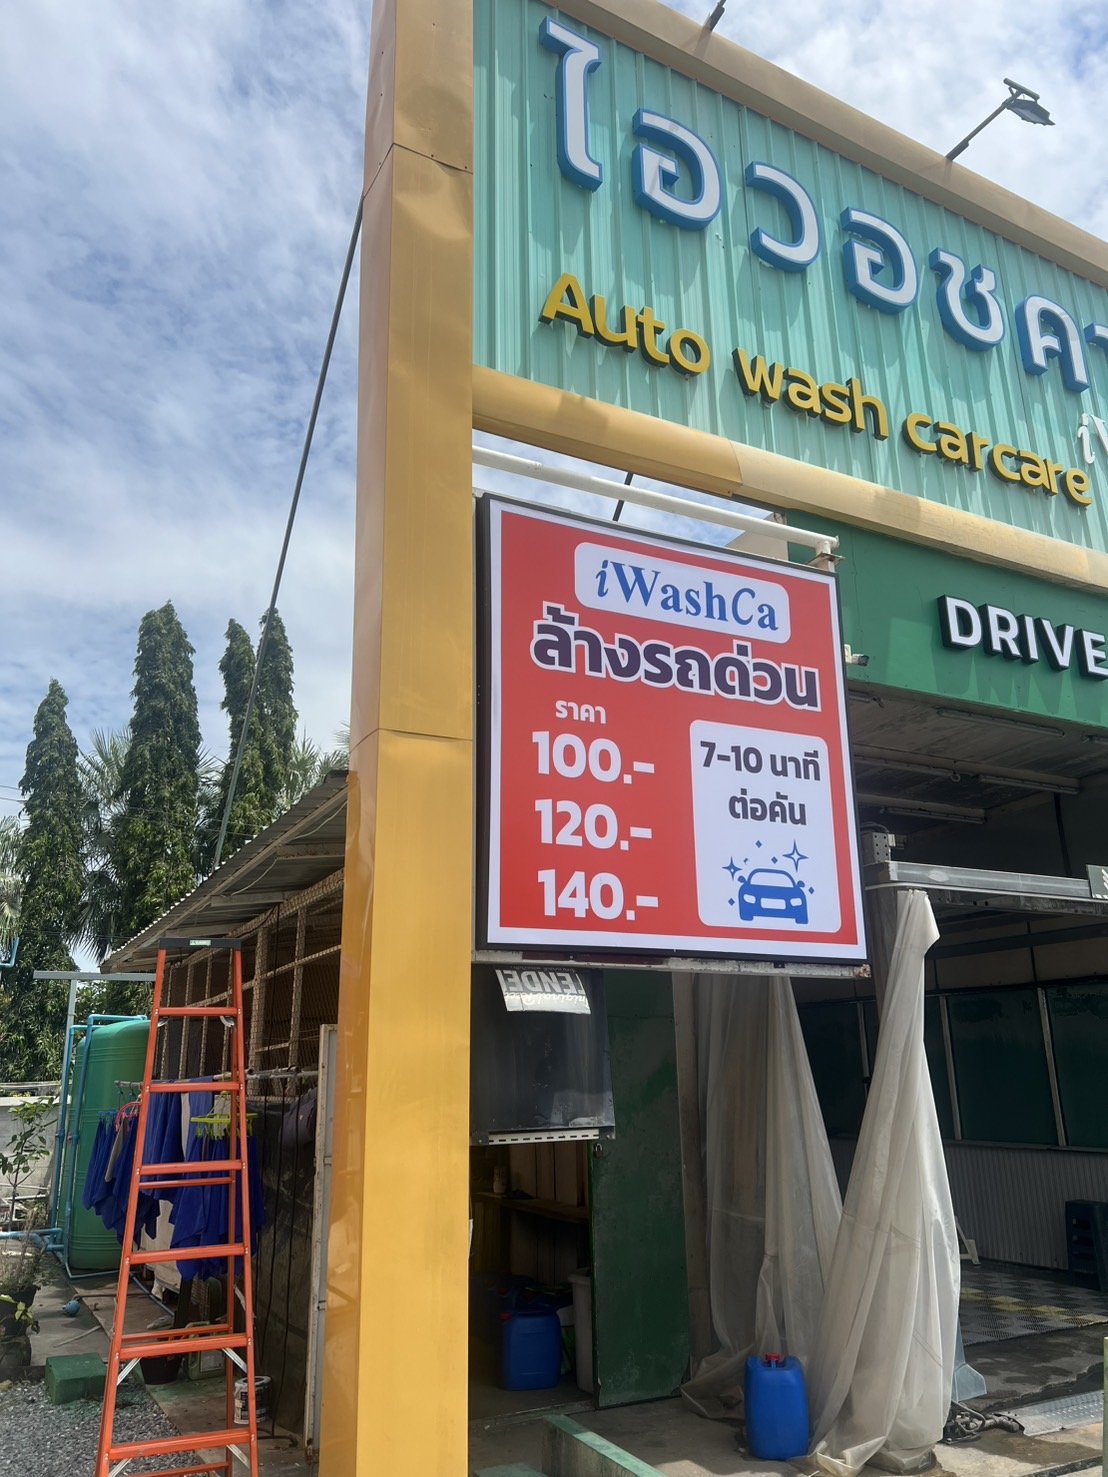 ไอวอชคา
Auto wash carcare
DRIVE
iWashCa
ล้างรถด่วน
ราคา
100.-
120.-
140.-
7-10 นาที
ต่อคัน